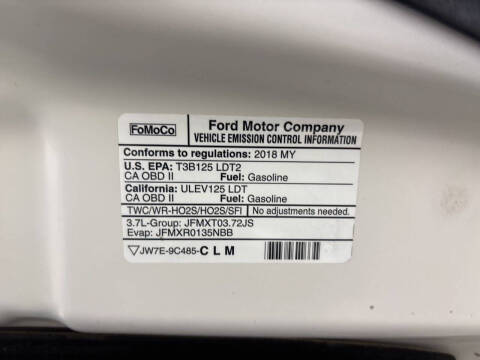 FoMoCo
Ford Motor Company
VEHICLE EMISSION CONTROL INFORMATION
Conforms to regulations: 2018 MY
U.S. EPA: T3B125 LDT2
CA OBD II Fuel: Gasoline
California: ULEV125 LDT
CA OBD II Fuel: Gasoline
TWC/WR-HO2S/HO2S/SFI No adjustments needed.
3.7L-Group: JFMXT03.72JS
Evap: JFMXR0135NBB
JW7E-9C485-C L M